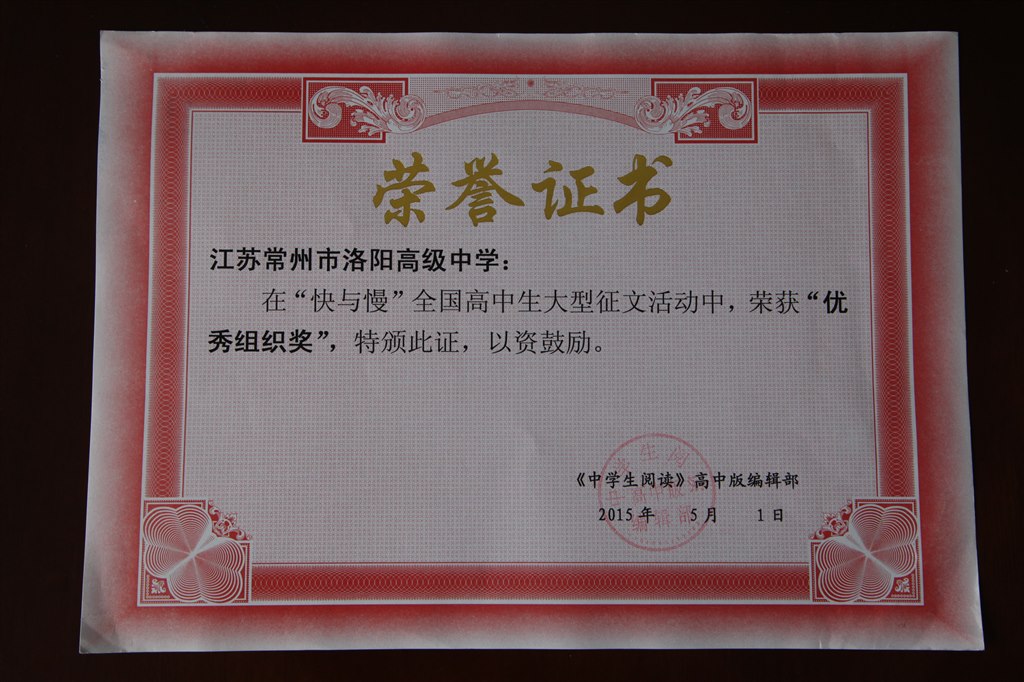 荣誉证书
江苏常州市洛阳高级中学：
在“快与慢”全国高中生大型征文活动中，荣获“优
秀组织奖”，特颁此证，以资鼓励。
《中学生阅读》高中版编辑部
2015年 5月 1日